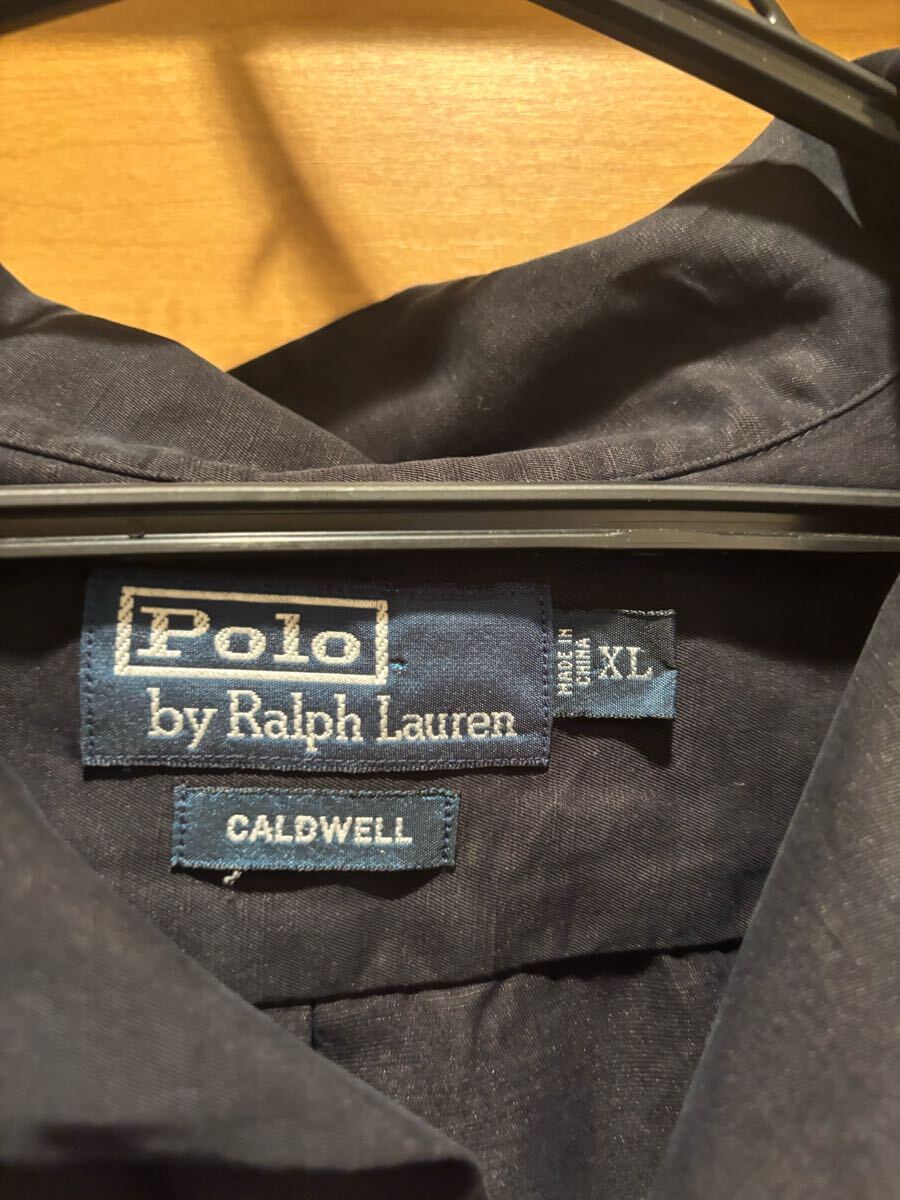 Polo
by Ralph Lauren
MADE IN
CHINA
XL
CALDWELL